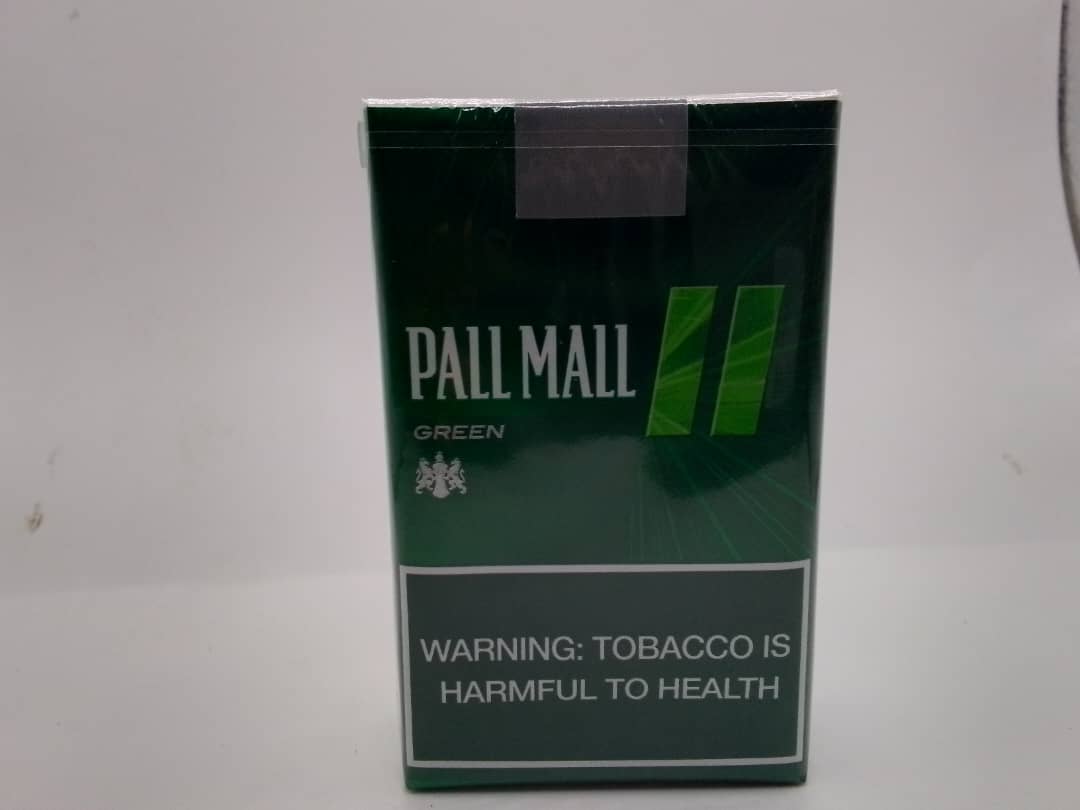 PALL MALL
GREEN
WARNING: TOBACCO IS
HARMFUL TO HEALTH